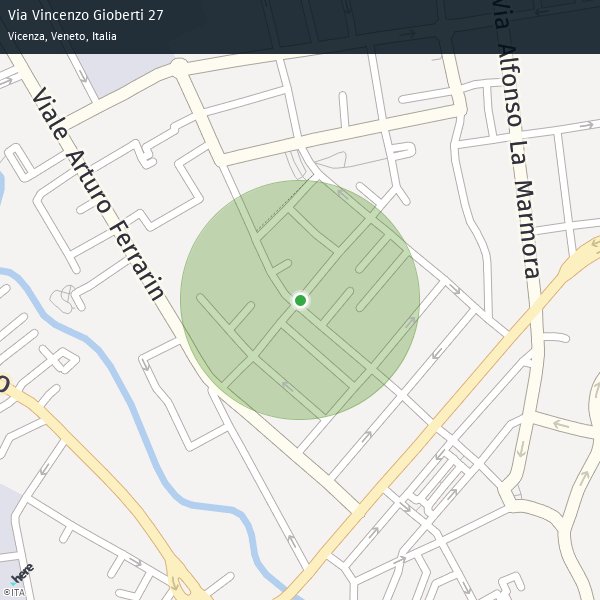 Via Vincenzo Gioberti 27
Vicenza, Veneto, Italia
Via Alfonso La Marmora
Viale Arturo Ferrarin
o
here
©ITA